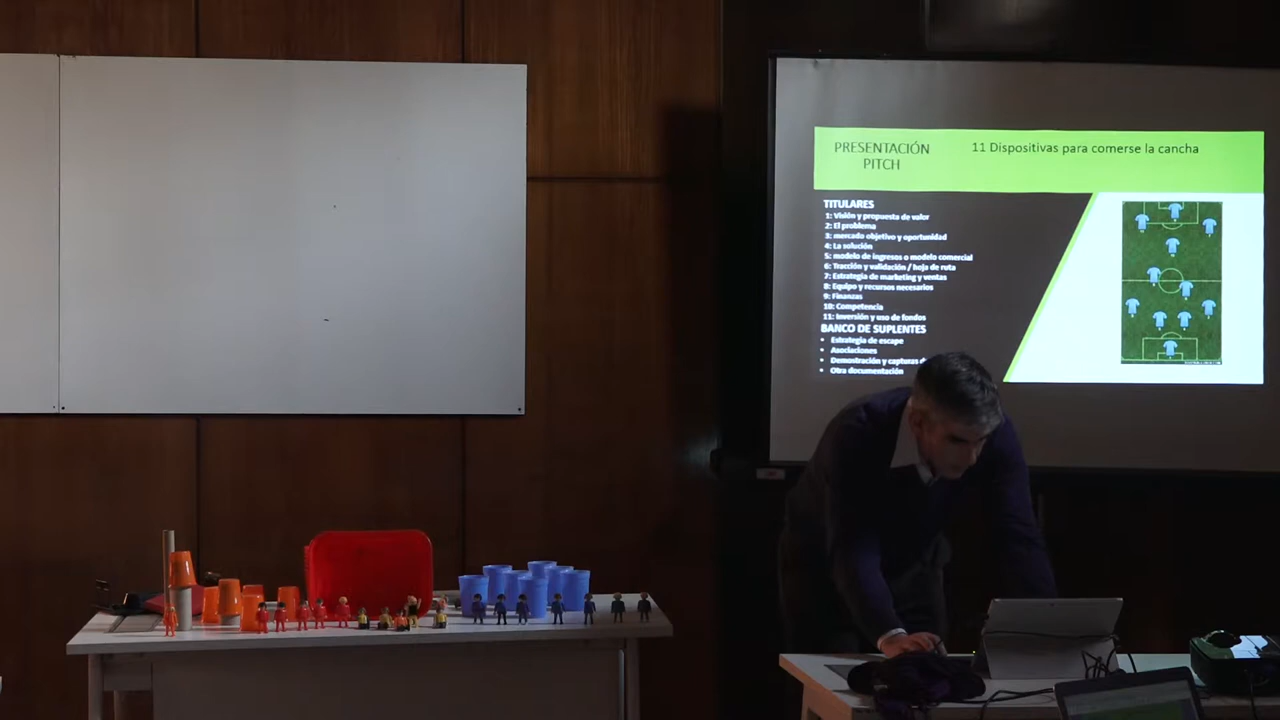 PRESENTACIÓN
PITCH
11 Dispositivas para comerse la cancha
TITULARES
1: Visión y propuesta de valor
2: El problema
3: mercado objetivo y oportunidad
4: La solución
5: modelo de ingresos o modelo comercial
6: Tracción y validación / hoja de ruta
7: Estrategia de marketing y ventas
8: Equipo y recursos necesarios
9: Finanzas
10: Competencia
11: Inversión y uso de fondos
BANCO DE SUPLENTES
• Estrategia de escape
• Asociaciones
• Demostración y capturas
• Otra documentación